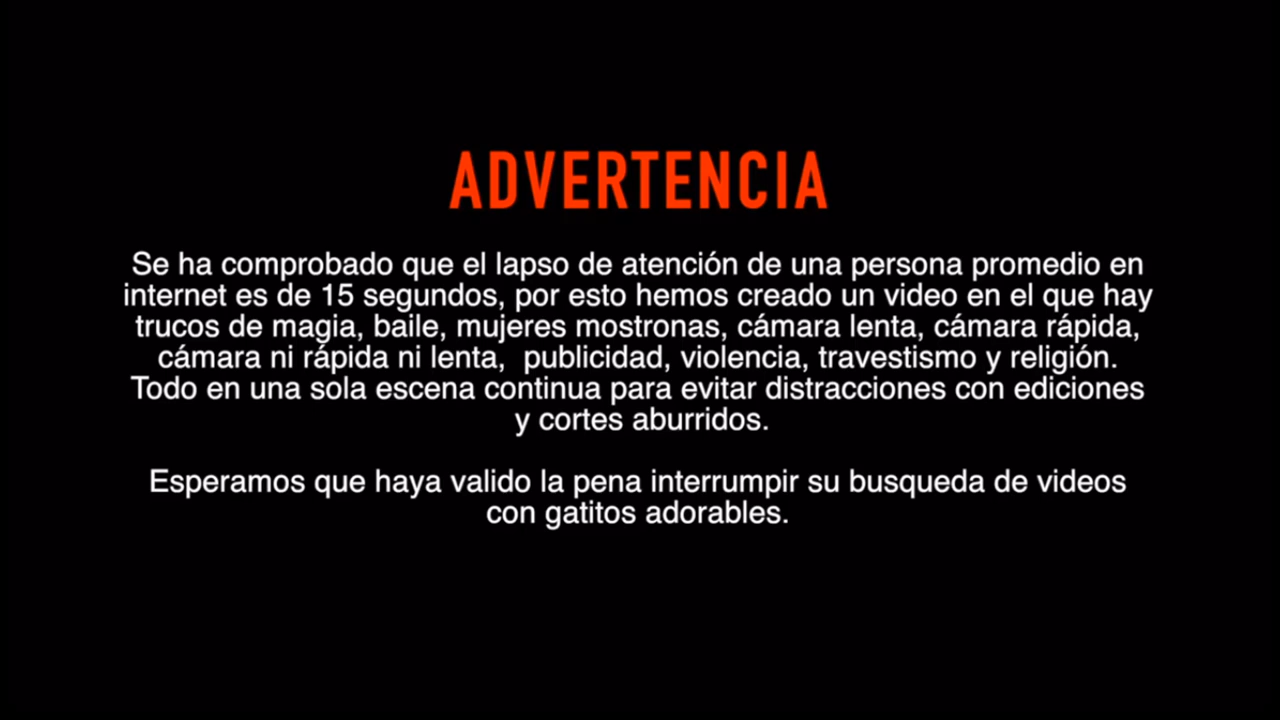 ADVERTENCIA
Se ha comprobado que el lapso de atención de una persona promedio en
internet es de 15 segundos, por esto hemos creado un video en el que hay
trucos de magia, baile, mujeres mostronas, cámara lenta, cámara rápida,
cámara ni rápida ni lenta,  publicidad, violencia, travestismo y religión.
Todo en una sola escena continua para evitar distracciones con ediciones
y cortes aburridos.
Esperamos que haya valido la pena interrumpir su busqueda de videos
con gatitos adorables.